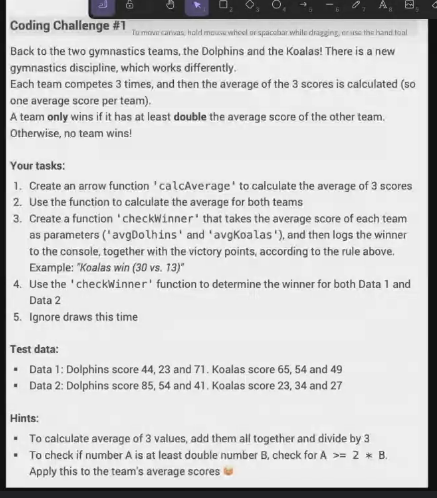 Coding Challenge #1
To move canvas, hold mouse wheel or spacebar while dragging, or use the hand tool
Back to the two gymnastics teams, the Dolphins and the Koalas! There is a new
gymnastics discipline, which works differently.
Each team competes 3 times, and then the average of the 3 scores is calculated (so
one average score per team).
A team only wins if it has at least double the average score of the other team.
Otherwise, no team wins!
Your tasks:
1. Create an arrow function 'calcAverage' to calculate the average of 3 scores
2. Use the function to calculate the average for both teams
3. Create a function 'checkWinner' that takes the average score of each team
as parameters ('avgDolhins' and 'avgKoalas'), and then logs the winner
to the console, together with the victory points, according to the rule above.
Example: "Koalas win (30 vs. 13)"
4. Use the 'checkWinner' function to determine the winner for both Data 1 and
Data 2
5. Ignore draws this time
Test data:
▪ Data 1: Dolphins score 44, 23 and 71. Koalas score 65, 54 and 49
▪ Data 2: Dolphins score 85, 54 and 41. Koalas score 23, 34 and 27
Hints:
▪ To calculate average of 3 values, add them all together and divide by 3
▪ To check if number A is at least double number B, check for A >= 2 * B.
Apply this to the team's average scores